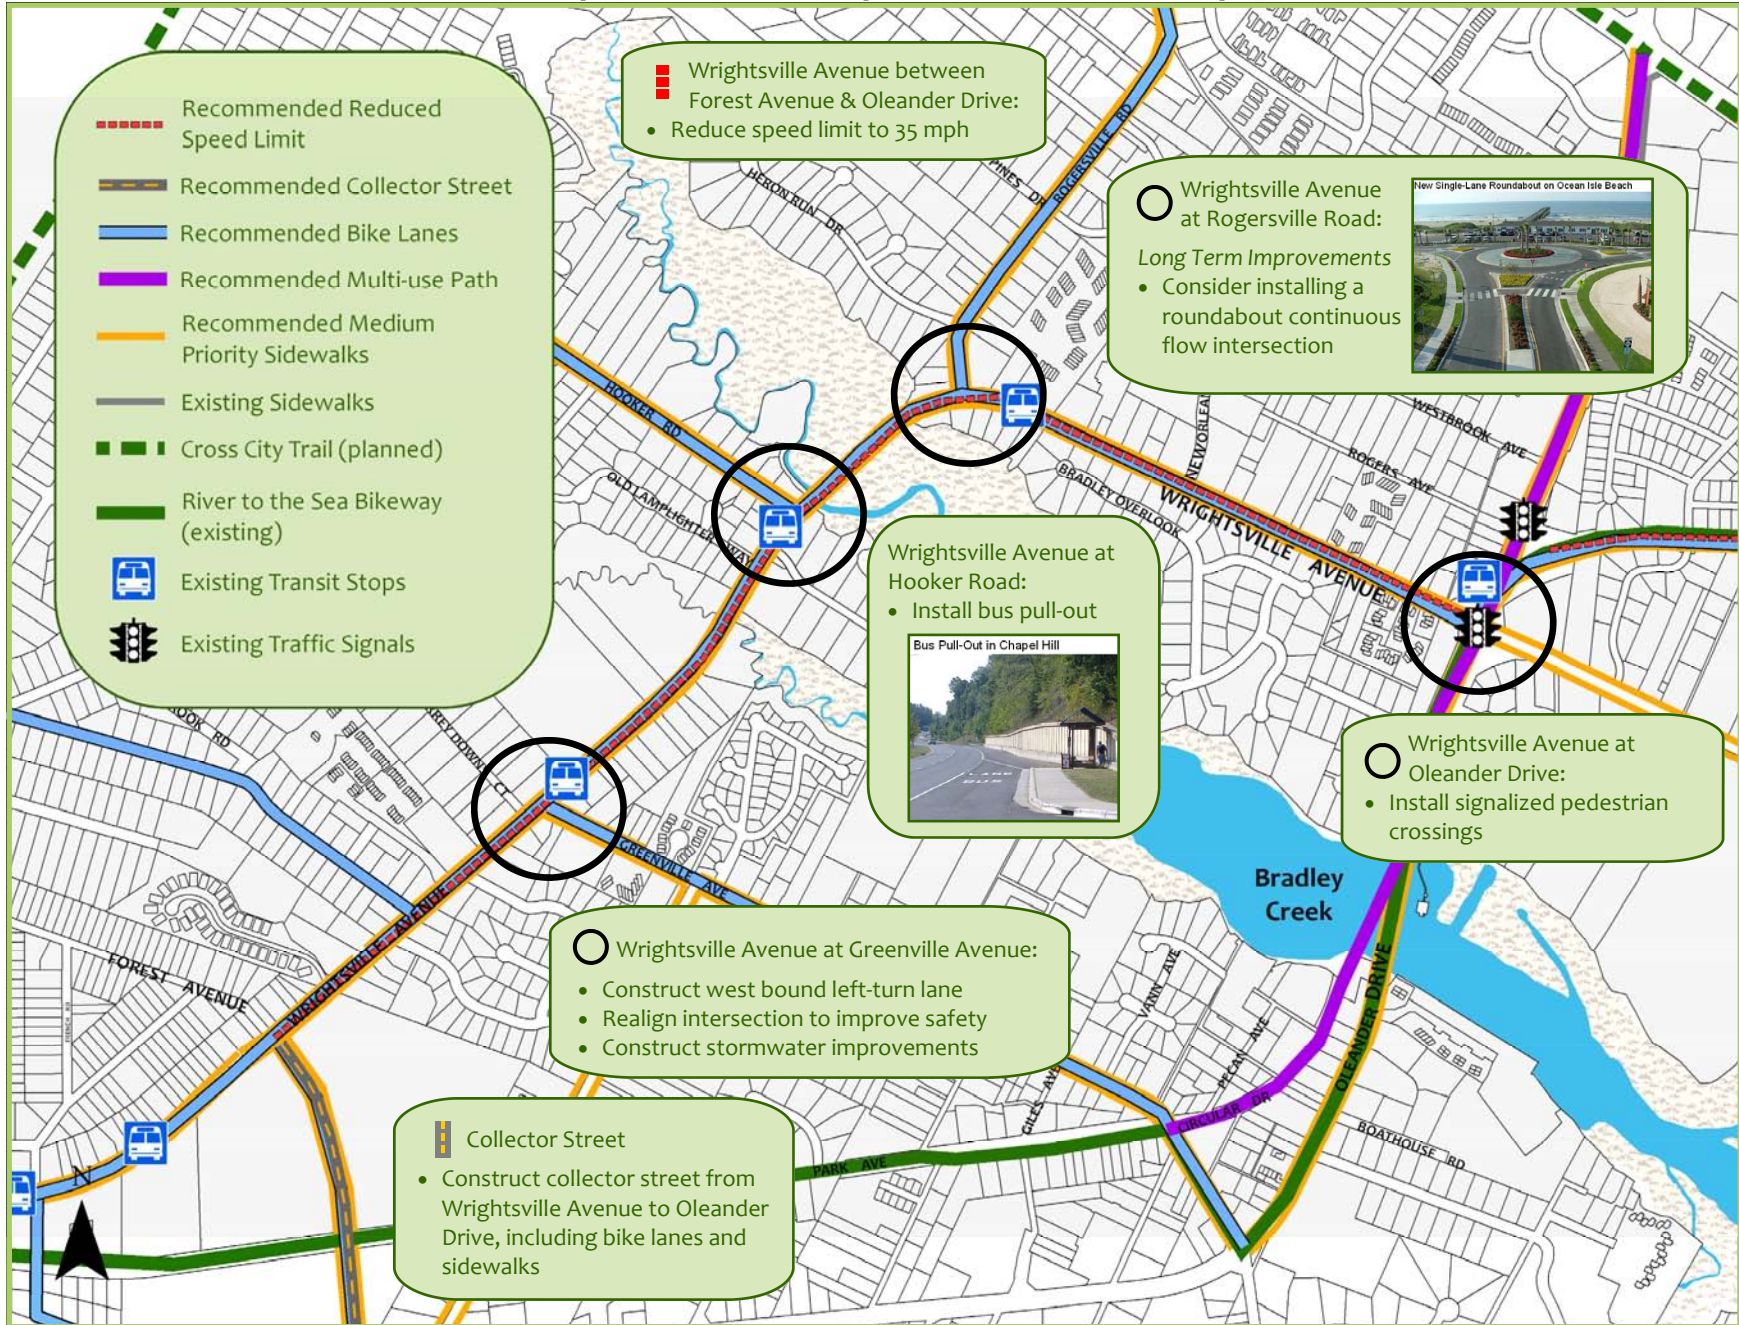 Recommended Reduced
Speed Limit
Recommended Collector Street
Recommended Bike Lanes
Recommended Multi-use Path
Recommended Medium
Priority Sidewalks
Existing Sidewalks
Cross City Trail (planned)
River to the Sea Bikeway
(existing)
Existing Transit Stops
Existing Traffic Signals
Wrightsville Avenue between
Forest Avenue & Oleander Drive:
• Reduce speed limit to 35 mph
Wrightsville Avenue
at Rogersville Road:
Long Term Improvements
• Consider installing a
roundabout continuous
flow intersection
New Single-Lane Roundabout on Ocean Isle Beach
HERON RUN DR
PINES DR
ROGERSVILLE RD
HOOKER RD
OLD LAMPLIGHTER WAY
BRADLEY OVERLOOK
WRIGHTSVILLE AVENUE
WESTBROOK AVE
ROGERS AVE
Wrightsville Avenue at
Hooker Road:
• Install bus pull-out
Bus Pull-Out in Chapel Hill
LANE
BUS
Wrightsville Avenue at
Oleander Drive:
• Install signalized pedestrian
crossings
RD
CT
GREENVILLE AVE
WRIGHTSVILLE AVENUE
FOREST AVENUE
Bradley
Creek
Wrightsville Avenue at Greenville Avenue:
• Construct west bound left-turn lane
• Realign intersection to improve safety
• Construct stormwater improvements
VANN AVE
PECAN AVE
GILES AVE
CIRCULAR DR
OLEANDER DRIVE
BOATHOUSE RD
PARK AVE
Collector Street
• Construct collector street from
Wrightsville Avenue to Oleander
Drive, including bike lanes and
sidewalks
N